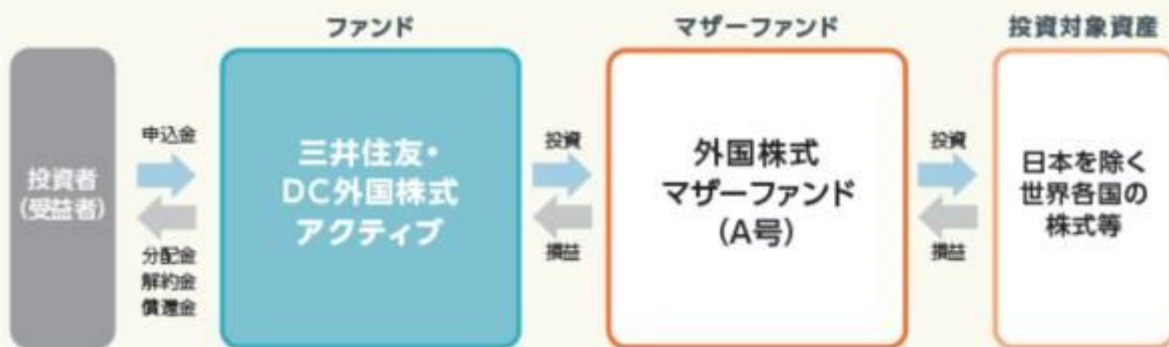 ファンド
マザーファンド
投資対象資産
投資者
(受益者)
申込金
分配金
解約金
償還金
三井住友・
DC外国株式
アクティブ
投資
損益
外国株式
マザーファンド
(A号)
投資
損益
日本を除く
世界各国の
株式等